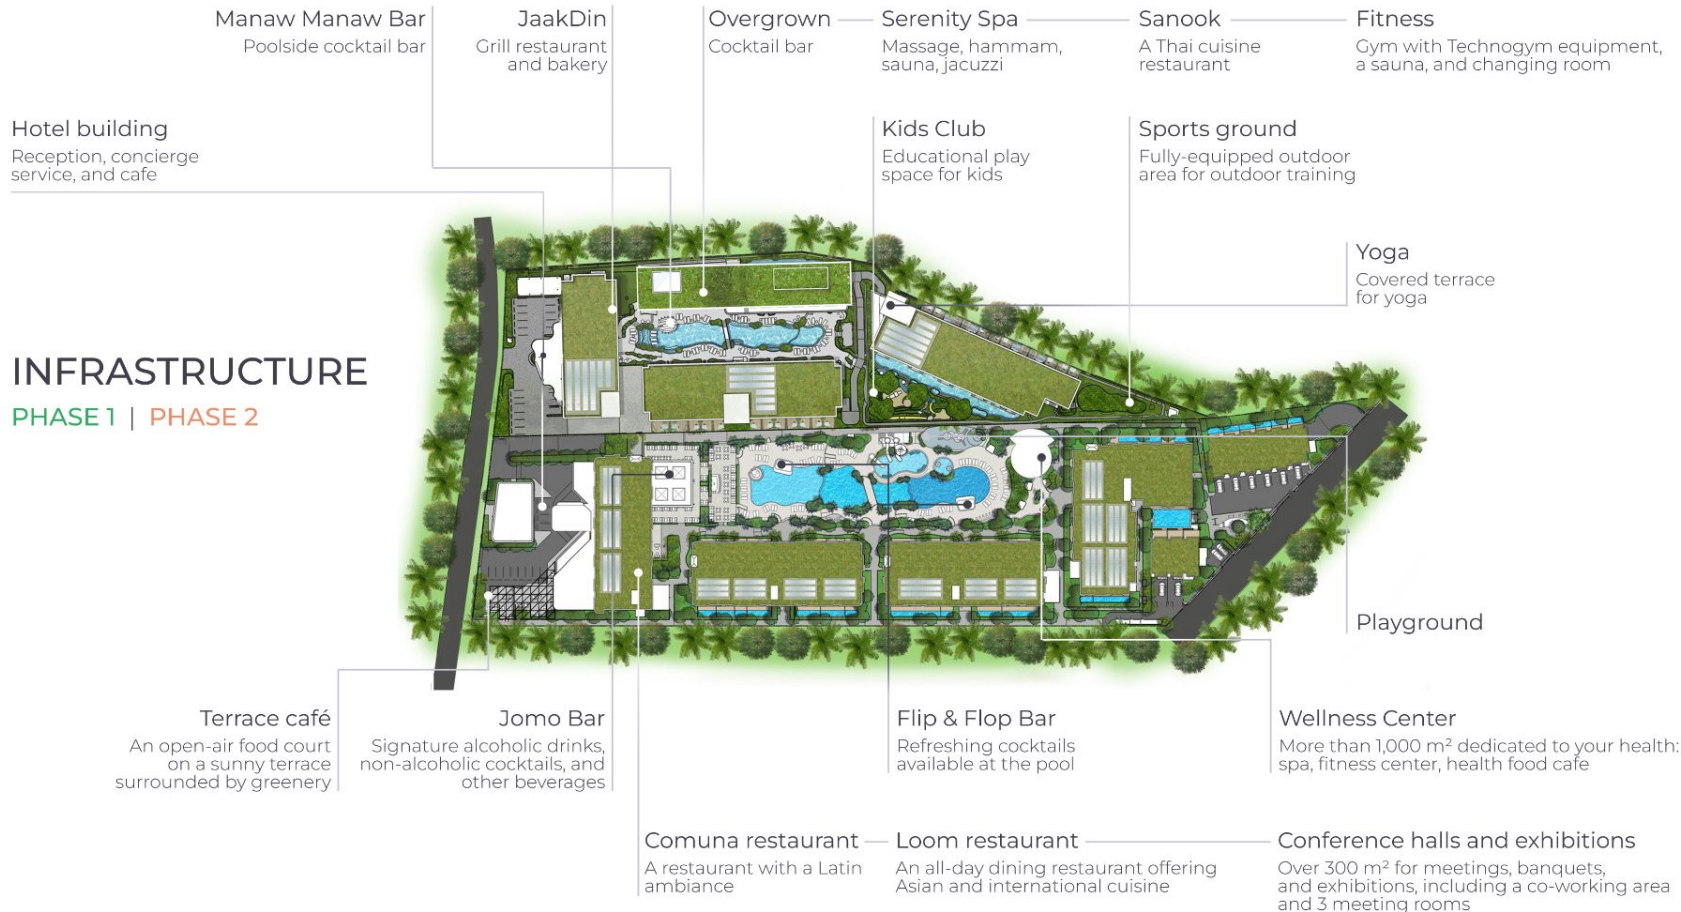 Manaw Manaw Bar
Poolside cocktail bar
JaakDin
Grill restaurant
and bakery
Overgrown
Cocktail bar
Serenity Spa
Massage, hammam,
sauna, jacuzzi
Sanook
A Thai cuisine
restaurant
Fitness
Gym with Technogym equipment,
a sauna, and changing room
Hotel building
Reception, concierge
service, and cafe
Kids Club
Educational play
space for kids
Sports ground
Fully-equipped outdoor
area for outdoor training
Yoga
Covered terrace
for yoga
INFRASTRUCTURE
PHASE 1 | PHASE 2
Playground
Terrace café
An open-air food court
on a sunny terrace
surrounded by greenery
Jomo Bar
Signature alcoholic drinks,
non-alcoholic cocktails, and
other beverages
Flip & Flop Bar
Refreshing cocktails
available at the pool
Wellness Center
More than 1,000 m² dedicated to your health:
spa, fitness center, health food cafe
Comuna restaurant
A restaurant with a Latin
ambiance
Loom restaurant
An all-day dining restaurant offering
Asian and international cuisine
Conference halls and exhibitions
Over 300 m² for meetings, banquets,
and exhibitions, including a co-working area
and 3 meeting rooms